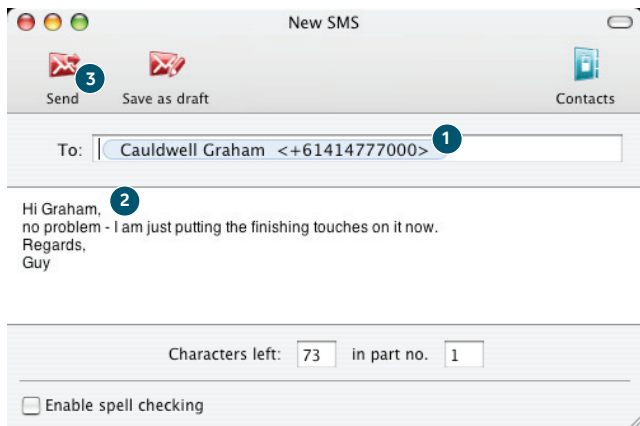 New SMS
3
Send Save as draft Contacts
1
To: Cauldwell Graham <+61414777000>
Hi Graham, 2
no problem - I am just putting the finishing touches on it now.
Regards,
Guy
Characters left: 73 in part no. 1
Enable spell checking